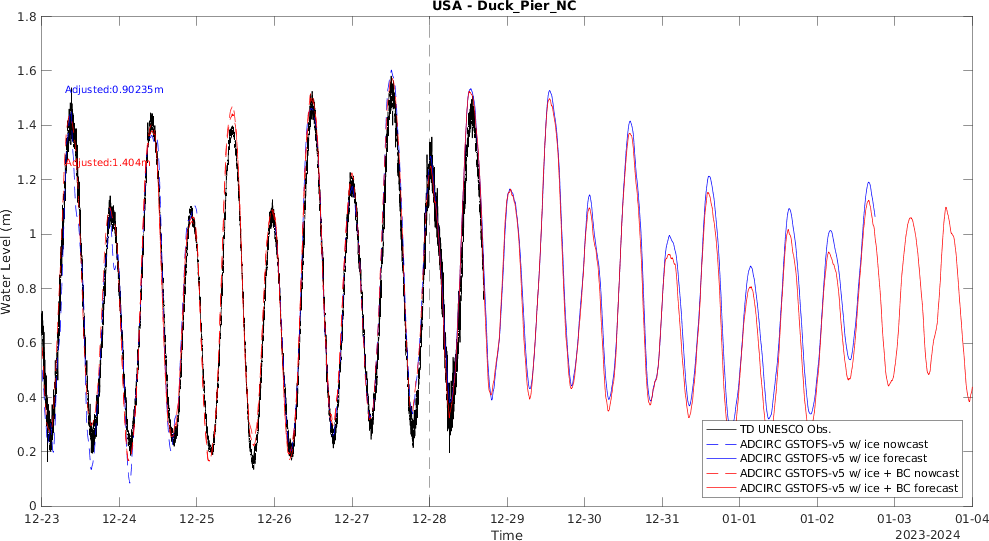 USA - Duck_Pier_NC
1.8
1.6
1.4
1.2
1
0.8
0.6
0.4
0.2
0
Water Level (m)
Adjusted:0.90235m
Adjusted:1.404m
TD UNESCO Obs.
ADCIRC GSTOFS-v5 w/ ice nowcast
ADCIRC GSTOFS-v5 w/ ice forecast
ADCIRC GSTOFS-v5 w/ ice + BC nowcast
ADCIRC GSTOFS-v5 w/ ice + BC forecast
12-23 12-24 12-25 12-26 12-27 12-28 12-29 12-30 12-31 01-01 01-02 01-03 01-04
Time
2023-2024